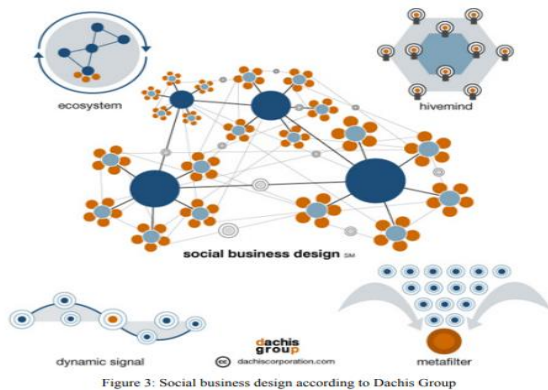 ecosystem
hivemind
social business design SM
dynamic signal
dachis
group
cc dachiscorporation.com
metafilter
Figure 3: Social business design according to Dachis Group